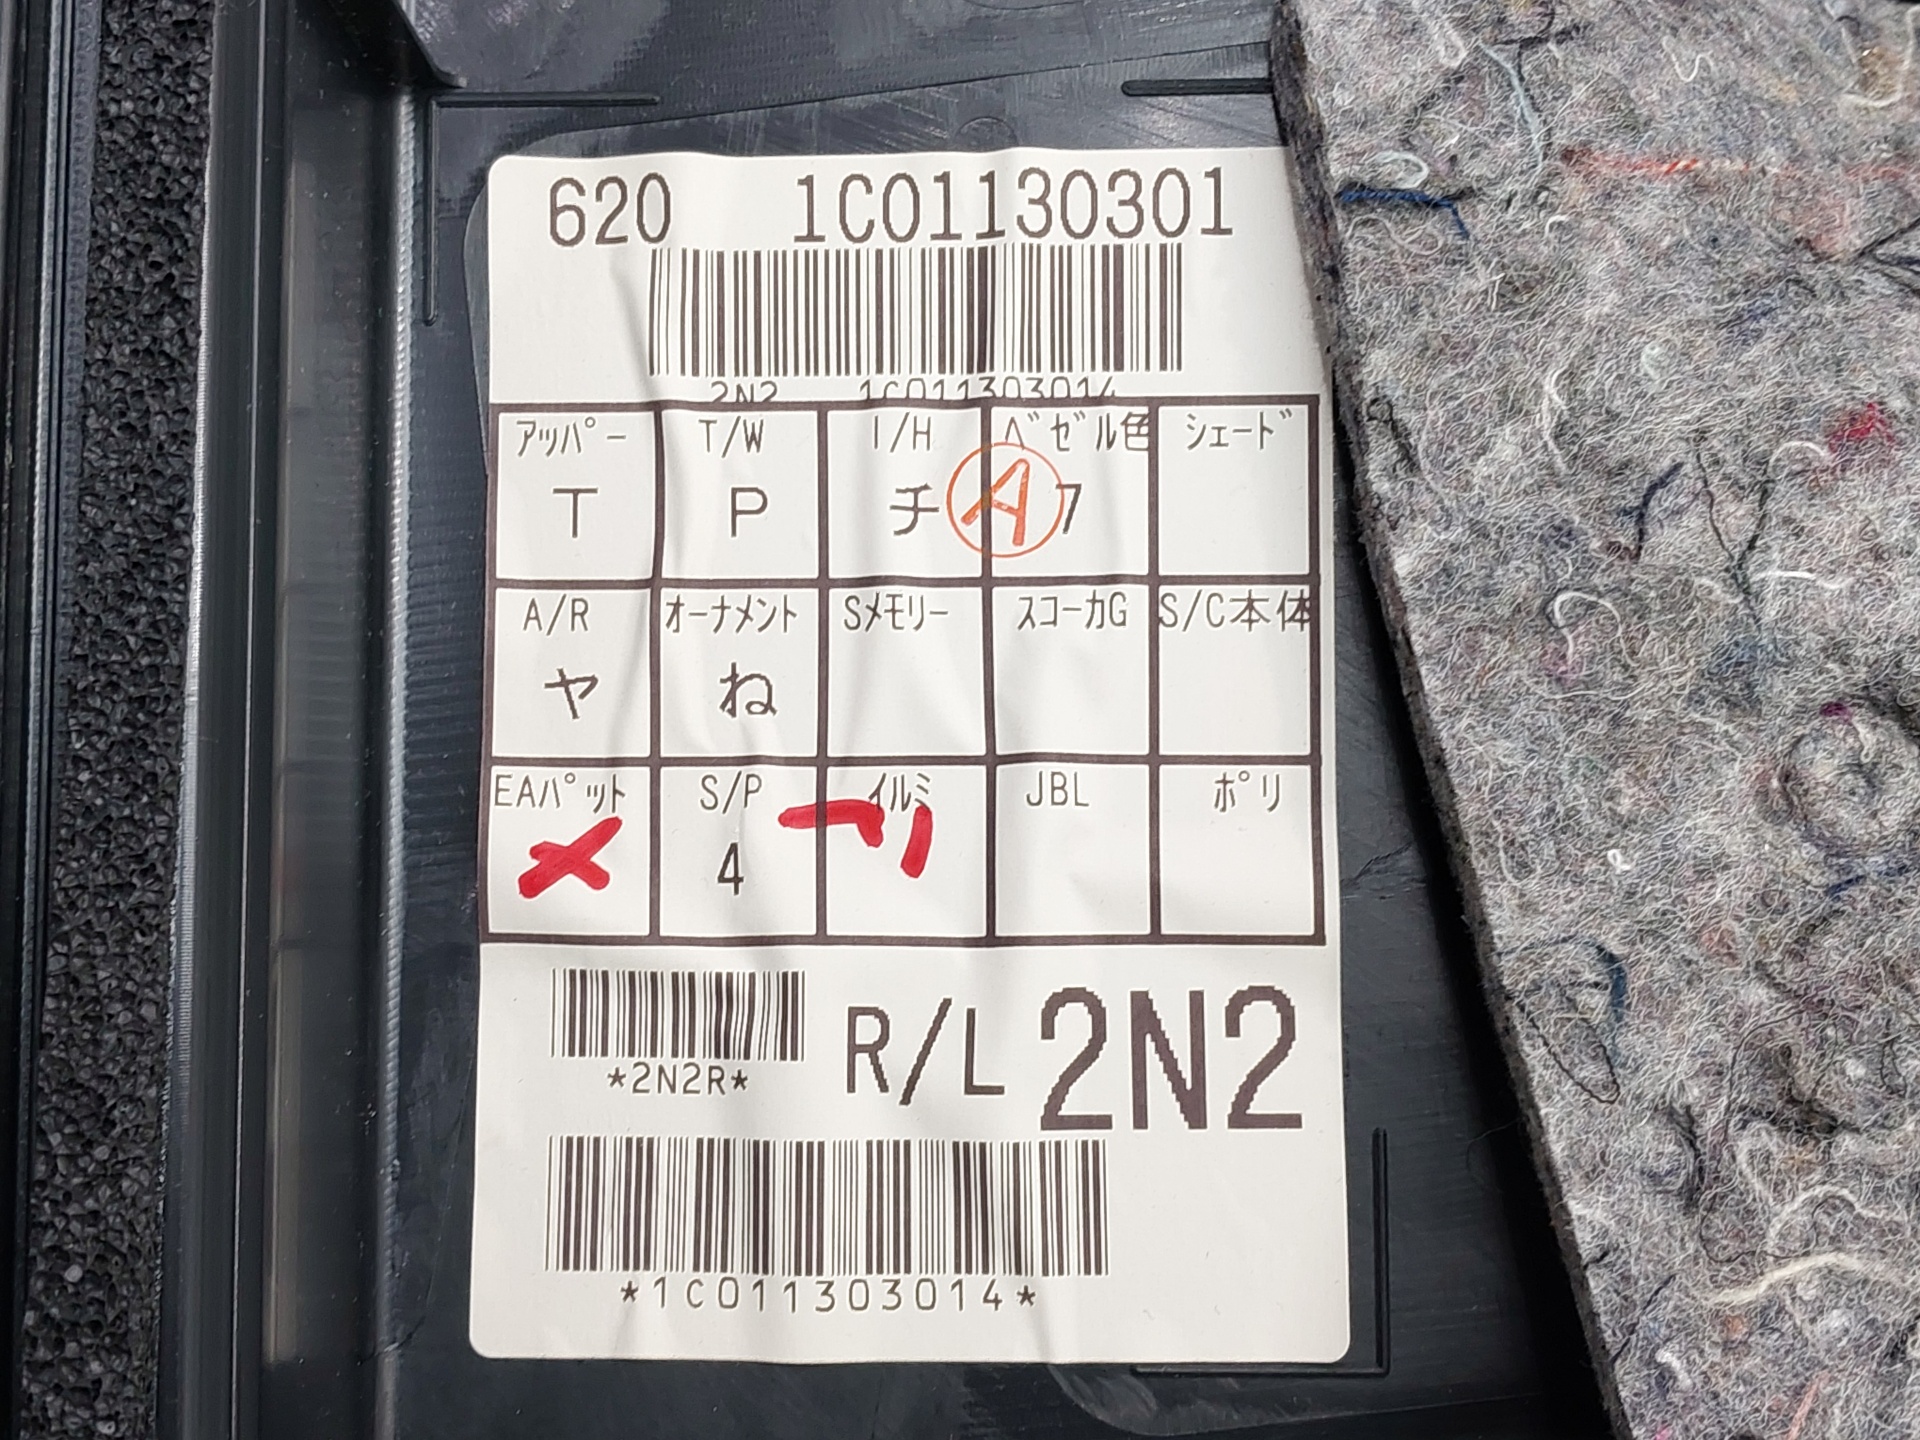 620 1C01130301
2N2 1C011303014
ｱｯﾊﾟｰ T/W I/H ﾍﾞｾﾞﾙ色 ｼｪｰﾄﾞ
T P チ A 7
A/R ｵｰﾅﾒﾝﾄ Sﾒﾓﾘｰ ｽｺｰｶG S/C本体
ヤ ね
EAﾊﾟｯﾄ S/P ｲﾙﾐ JBL ﾎﾟﾘ
4
*2N2R* R/L 2N2
*1C011303014*